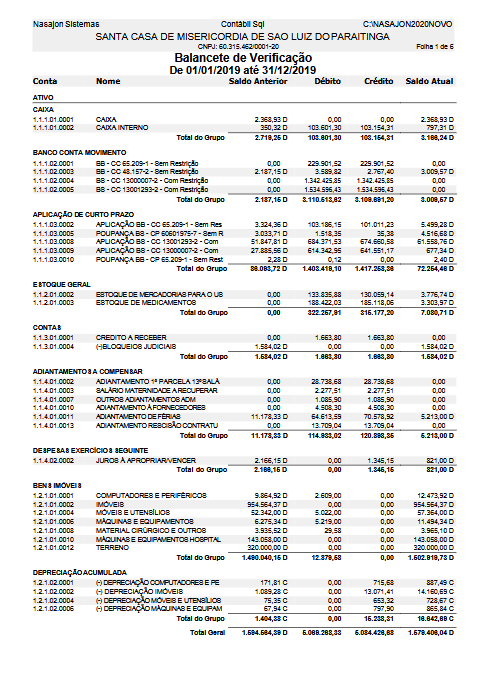 Nasajon Sistemas Contábil Sql C:\NASAJON2020NOVO
SANTA CASA DE MISERICORDIA DE SAO LUIZ DO PARAITINGA
CNPJ: 60.315.462/0001-20 Folha 1 de 6
Balancete de Verificação
De 01/01/2019 até 31/12/2019
Conta Nome Saldo Anterior Débito Crédito Saldo Atual
ATIVO
CAIXA
1.1.1.01.0001 CAIXA 2.368,93 D 0,00 0,00 2.368,93 D
1.1.1.01.0002 CAIXA INTERNO 350,32 D 103.601,30 103.154,31 797,31 D
Total do Grupo 2.719,25 D 103.601,30 103.154,31 3.166,24 D
BANCO CONTA MOVIMENTO
1.1.1.02.0001 BB - CC 65.209-1 - Sem Restrição 0,00 229.901,52 229.901,52 0,00
1.1.1.02.0003 BB - CC 48.157-2 - Sem Restrição 2.187,15 D 3.589,82 2.767,40 3.009,57 D
1.1.1.02.0004 BB - CC 13000007-2 - Com Restrição 0,00 1.342.425,85 1.342.425,85 0,00
1.1.1.02.0005 BB - CC 13001293-2 - Com Restrição 0,00 1.534.596,43 1.534.596,43 0,00
Total do Grupo 2.187,15 D 3.110.513,62 3.109.691,20 3.009,57 D
APLICAÇÃO DE CURTO PRAZO
1.1.1.03.0002 APLICAÇÃO BB - CC 65.209-1 - Sem Res 3.324,36 D 103.186,15 101.011,23 5.499,28 D
1.1.1.03.0005 POUPANÇA BB - CP 60601975-7 - Sem R 3.033,71 D 1.518,35 35,38 4.516,68 D
1.1.1.03.0008 APLICAÇÃO BB - CC 13001293-2 - Com 51.847,81 D 684.371,53 674.660,58 61.558,76 D
1.1.1.03.0009 APLICAÇÃO BB - CC 13000007-2 - Com 27.885,56 D 614.342,95 641.551,17 677,34 D
1.1.1.03.0010 POUPANÇA BB - CP 65.209-1 - Sem Rest 2,28 D 0,12 0,00 2,40 D
Total do Grupo 86.093,72 D 1.403.419,10 1.417.258,36 72.254,46 D
ESTOQUE GERAL
1.1.2.01.0002 ESTOQUE DE MERCADORIAS PARA O US 0,00 133.835,88 130.059,14 3.776,74 D
1.1.2.01.0003 ESTOQUE DE MEDICAMENTOS 0,00 188.422,03 185.118,06 3.303,97 D
Total do Grupo 0,00 322.257,91 315.177,20 7.080,71 D
CONTAS
1.1.3.01.0001 CREDITO A RECEBER 0,00 1.663,80 1.663,80 0,00
1.1.3.01.0004 (-)BLOQUEIOS JUDICIAIS 1.584,02 D 0,00 0,00 1.584,02 D
Total do Grupo 1.584,02 D 1.663,80 1.663,80 1.584,02 D
ADIANTAMENTOS A COMPENSAR
1.1.4.01.0002 ADIANTAMENTO 1ª PARCELA 13ºSALÁ 0,00 28.738,68 28.738,68 0,00
1.1.4.01.0004 SALÁRIO MATERNIDADE A RECUPERAR 0,00 2.277,51 2.277,51 0,00
1.1.4.01.0007 OUTROS ADIANTAMENTOS ADM 0,00 1.085,90 1.085,90 0,00
1.1.4.01.0010 ADIANTAMENTO À FORNECEDORES 0,00 4.508,30 4.508,30 0,00
1.1.4.01.0011 ADIANTAMENTO DE FÉRIAS 11.178,33 D 64.613,59 70.578,92 5.213,00 D
1.1.4.01.0013 ADIANTAMENTO RESCISÃO CONTRATU 0,00 13.709,04 13.709,04 0,00
Total do Grupo 11.178,33 D 114.933,02 120.898,35 5.213,00 D
DESPESAS EXERCÍCIO SEGUINTE
1.1.4.02.0002 JUROS À APROPRIAR/VENCER 2.166,15 D 0,00 1.345,15 821,00 D
Total do Grupo 2.166,15 D 0,00 1.345,15 821,00 D
BENS IMÓVEIS
1.2.1.01.0001 COMPUTADORES E PERIFÉRICOS 9.864,92 D 2.609,00 0,00 12.473,92 D
1.2.1.01.0002 IMÓVEIS 954.564,37 D 0,00 0,00 954.564,37 D
1.2.1.01.0004 MÓVEIS E UTENSÍLIOS 52.342,00 D 5.022,00 0,00 57.364,00 D
1.2.1.01.0006 MÁQUINAS E EQUIPAMENTOS 6.275,34 D 5.219,00 0,00 11.494,34 D
1.2.1.01.0008 MATERIAL CIRÚRGICO E OUTROS 3.935,52 D 29,58 0,00 3.965,10 D
1.2.1.01.0010 MÁQUINAS E EQUIPAMENTOS HOSPITAL 143.058,00 D 0,00 0,00 143.058,00 D
1.2.1.01.0012 TERRENO 320.000,00 D 0,00 0,00 320.000,00 D
Total do Grupo 1.490.040,15 D 12.879,58 0,00 1.502.919,73 D
DEPRECIAÇÃO ACUMULADA
1.2.1.02.0001 (-) DEPRECIAÇÃO COMPUTADORES E PE 171,81 C 0,00 715,68 887,49 C
1.2.1.02.0002 (-) DEPRECIAÇÃO IMÓVEIS 1.089,28 C 0,00 13.071,41 14.160,69 C
1.2.1.02.0004 (-) DEPRECIAÇÃO MÓVEIS E UTENSÍLIOS 75,35 C 0,00 653,32 728,67 C
1.2.1.02.0006 (-) DEPRECIAÇÃO MÁQUINAS E EQUIPAM 67,94 C 0,00 797,90 865,84 C
Total do Grupo 1.404,38 C 0,00 15.238,31 16.642,69 C
Total Geral 1.594.564,39 D 5.069.268,33 5.084.426,68 1.579.406,04 D